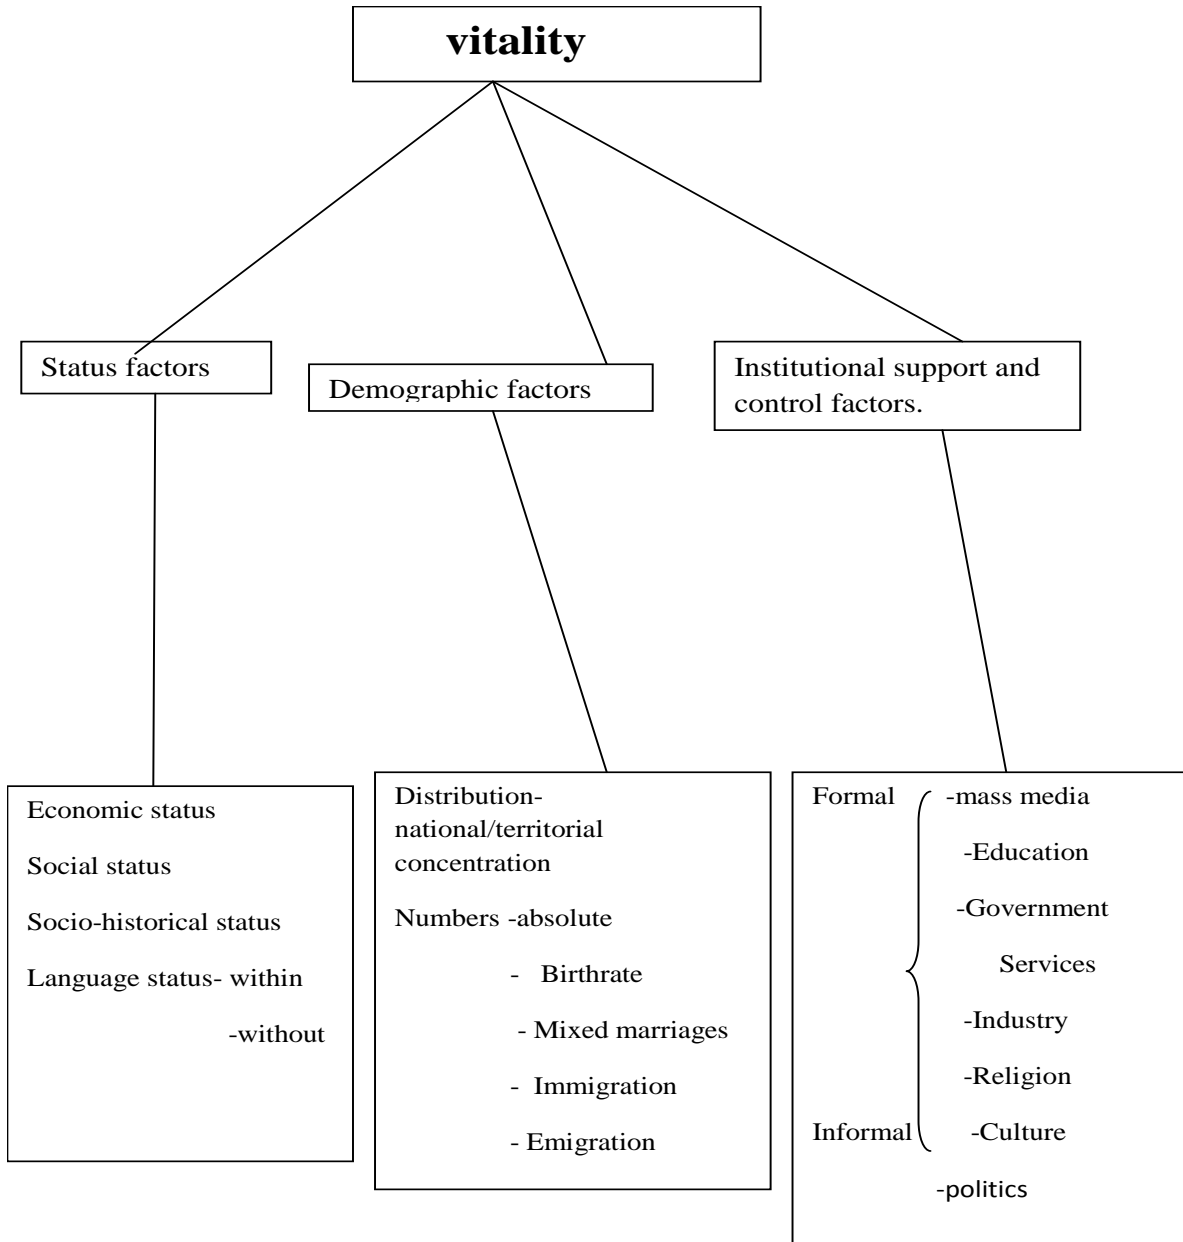 vitality
Status factors
Demographic factors
Institutional support and
control factors.
Economic status
Social status
Socio-historical status
Language status- within
-without
Distribution-
national/territorial
concentration
Numbers -absolute
- Birthrate
- Mixed marriages
- Immigration
- Emigration
Formal -mass media
-Education
-Government
Services
-Industry
-Religion
Informal -Culture
-politics